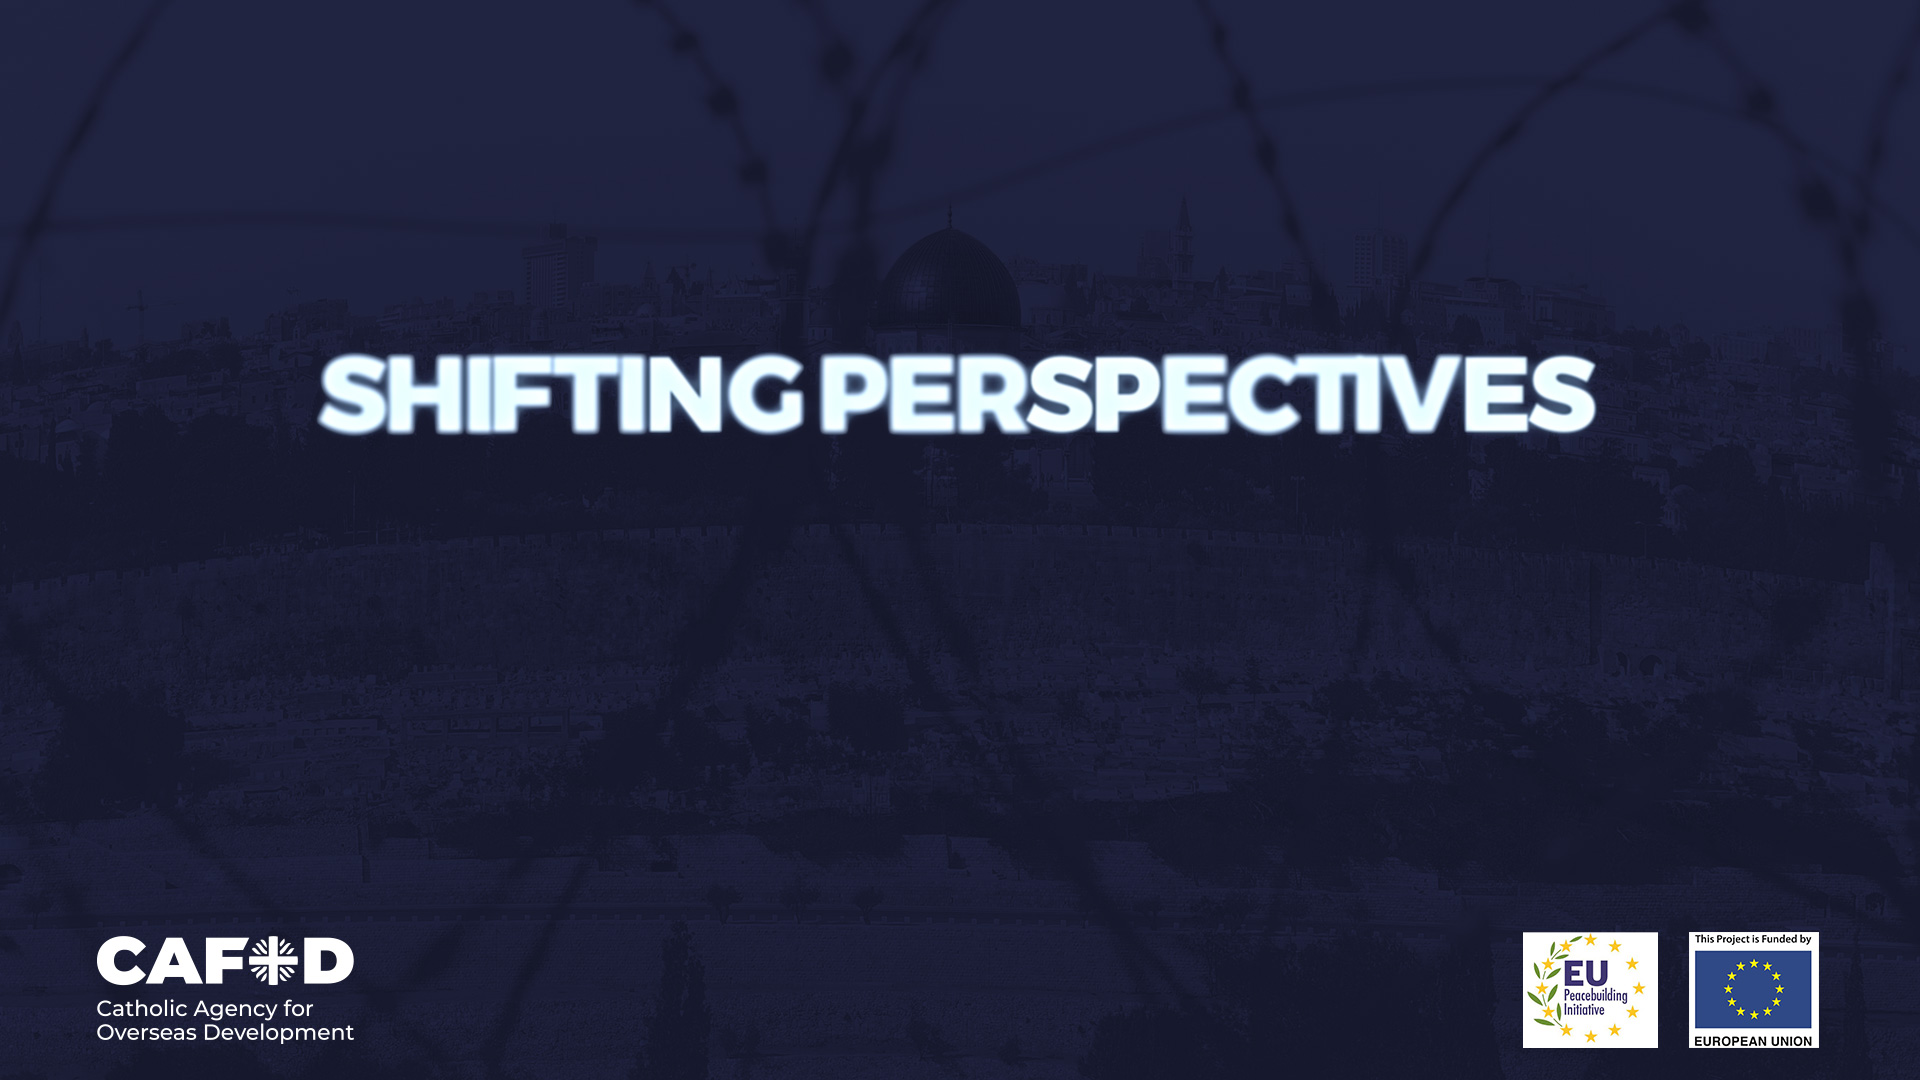 SHIFTING PERSPECTIVES
CAFOD
Catholic Agency for
Overseas Development
EU
Peacebuilding
Initiative
This Project is Funded by
EUROPEAN UNION